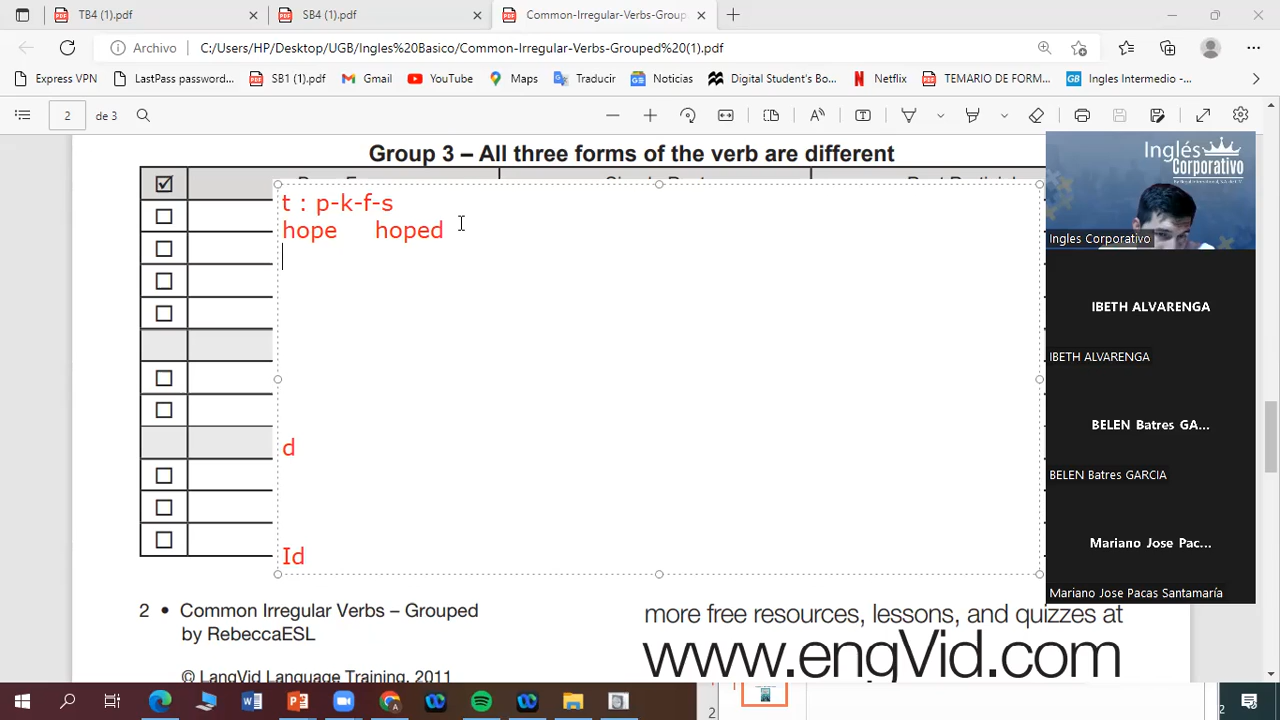 TB4 (1).pdf
SB4 (1).pdf
Common-Irregular-Verbs-Group
Archivo
C:/Users/HP/Desktop/UGB/Ingles%20Basico/Common-Irregular-Verbs-Grouped%20(1).pdf
Express VPN
LastPass password...
SB1 (1).pdf
Gmail
YouTube
Maps
Traducir
Noticias
Digital Student's Bo...
Netflix
TEMARIO DE FORM...
Ingles Intermedio -...
2
de 3
Group 3 – All three forms of the verb are different
t : p-k-f-s
hope hoped
d
Id
Inglés
Corporativo
Ingles Corporativo
IBETH ALVARENGA
IBETH ALVARENGA
BELEN Batres GA...
BELEN Batres GARCIA
Mariano Jose Pac...
Mariano Jose Pacas Santamaría
2 • Common Irregular Verbs – Grouped
by RebeccaESL
© LangVid Language Training, 2011
more free resources, lessons, and quizzes at
www.engVid.com
1
2
2